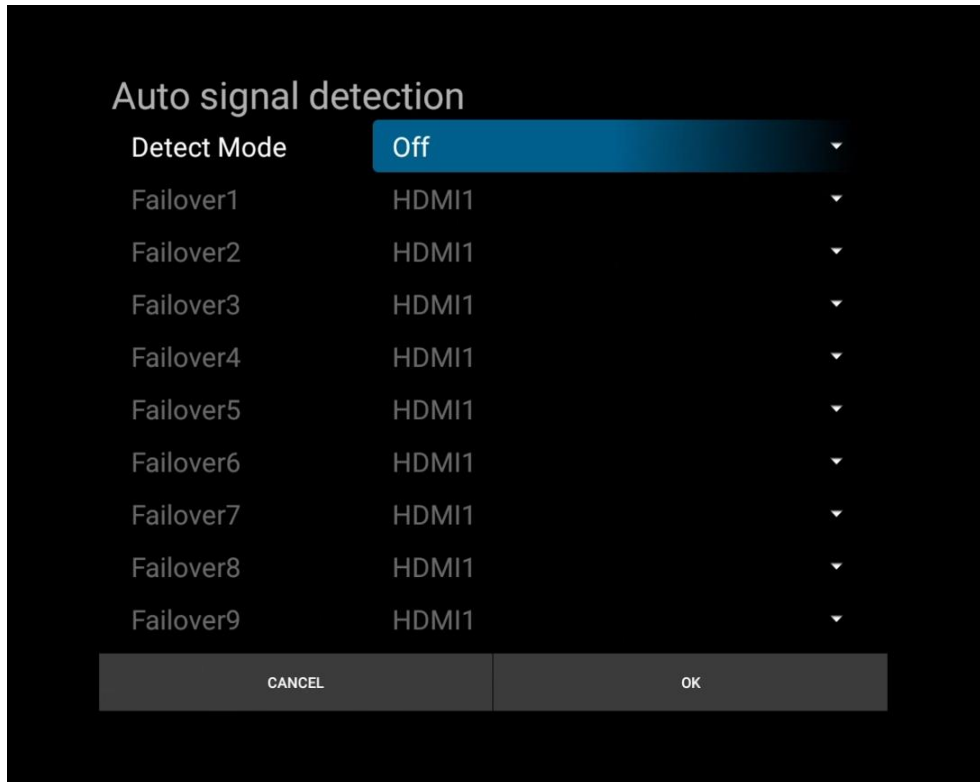 Auto signal detection
Detect Mode Off
Failover1 HDMI1
Failover2 HDMI1
Failover3 HDMI1
Failover4 HDMI1
Failover5 HDMI1
Failover6 HDMI1
Failover7 HDMI1
Failover8 HDMI1
Failover9 HDMI1
CANCEL OK